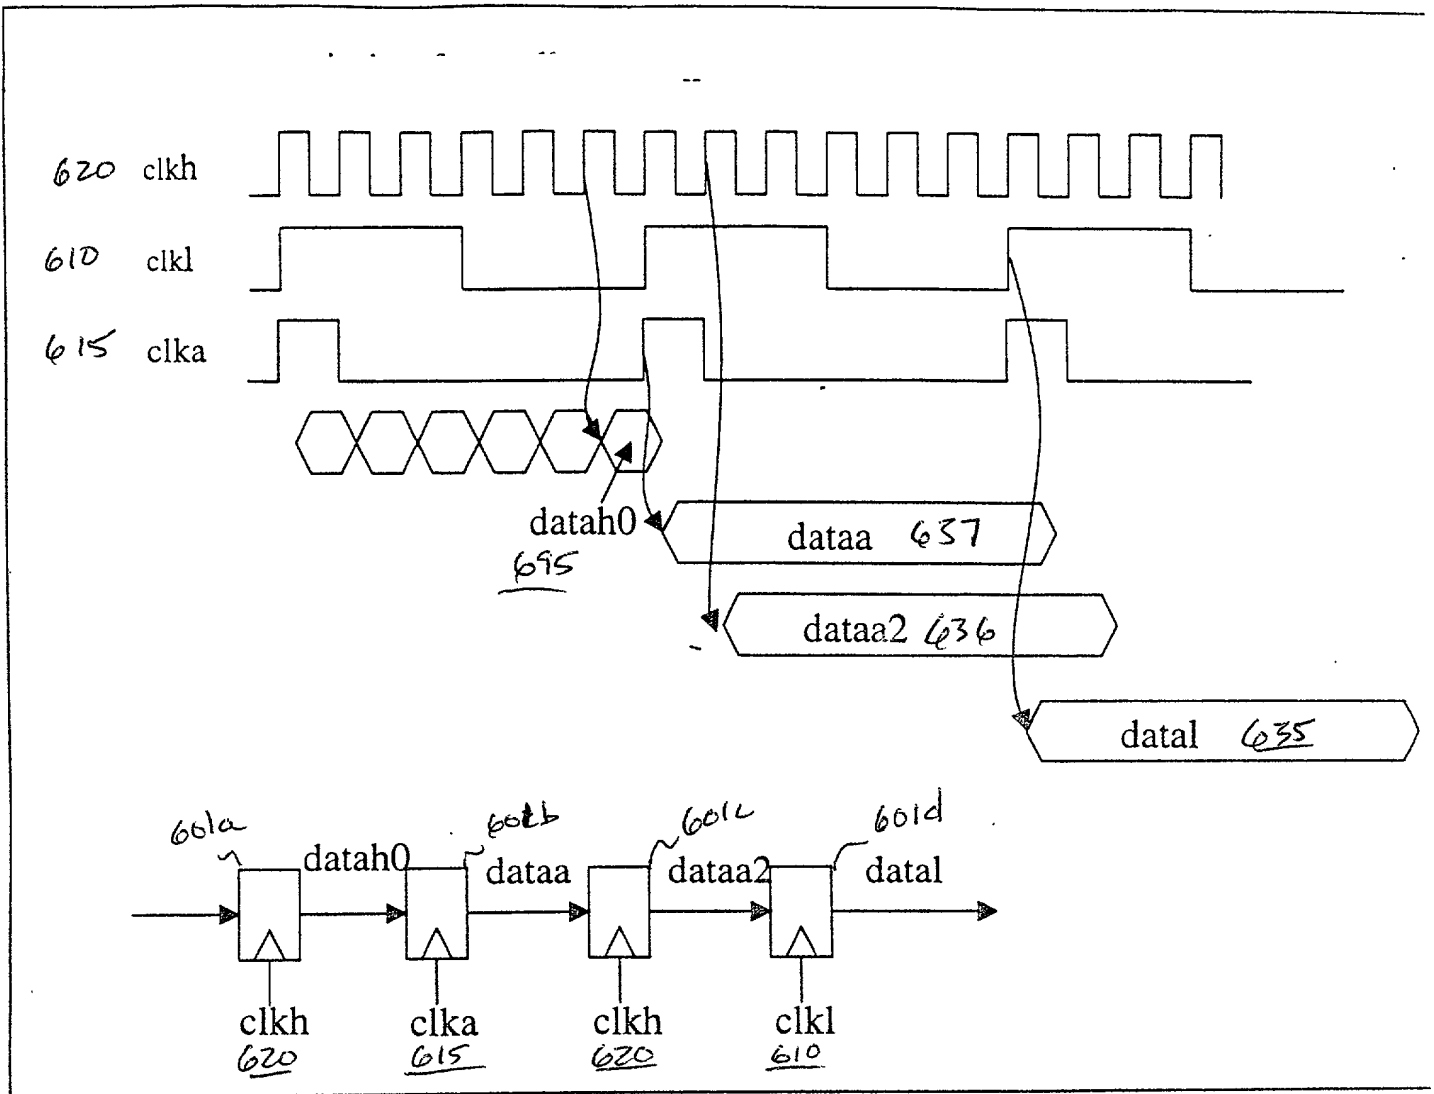 620 clkh
610 clkl
615 clka
datah0
695
dataa 637
dataa2 636
datal 635
601a
601b
601c
601d
datah0
dataa
dataa2
datal
clkh
clka
clkh
clkl
620
615
620
610